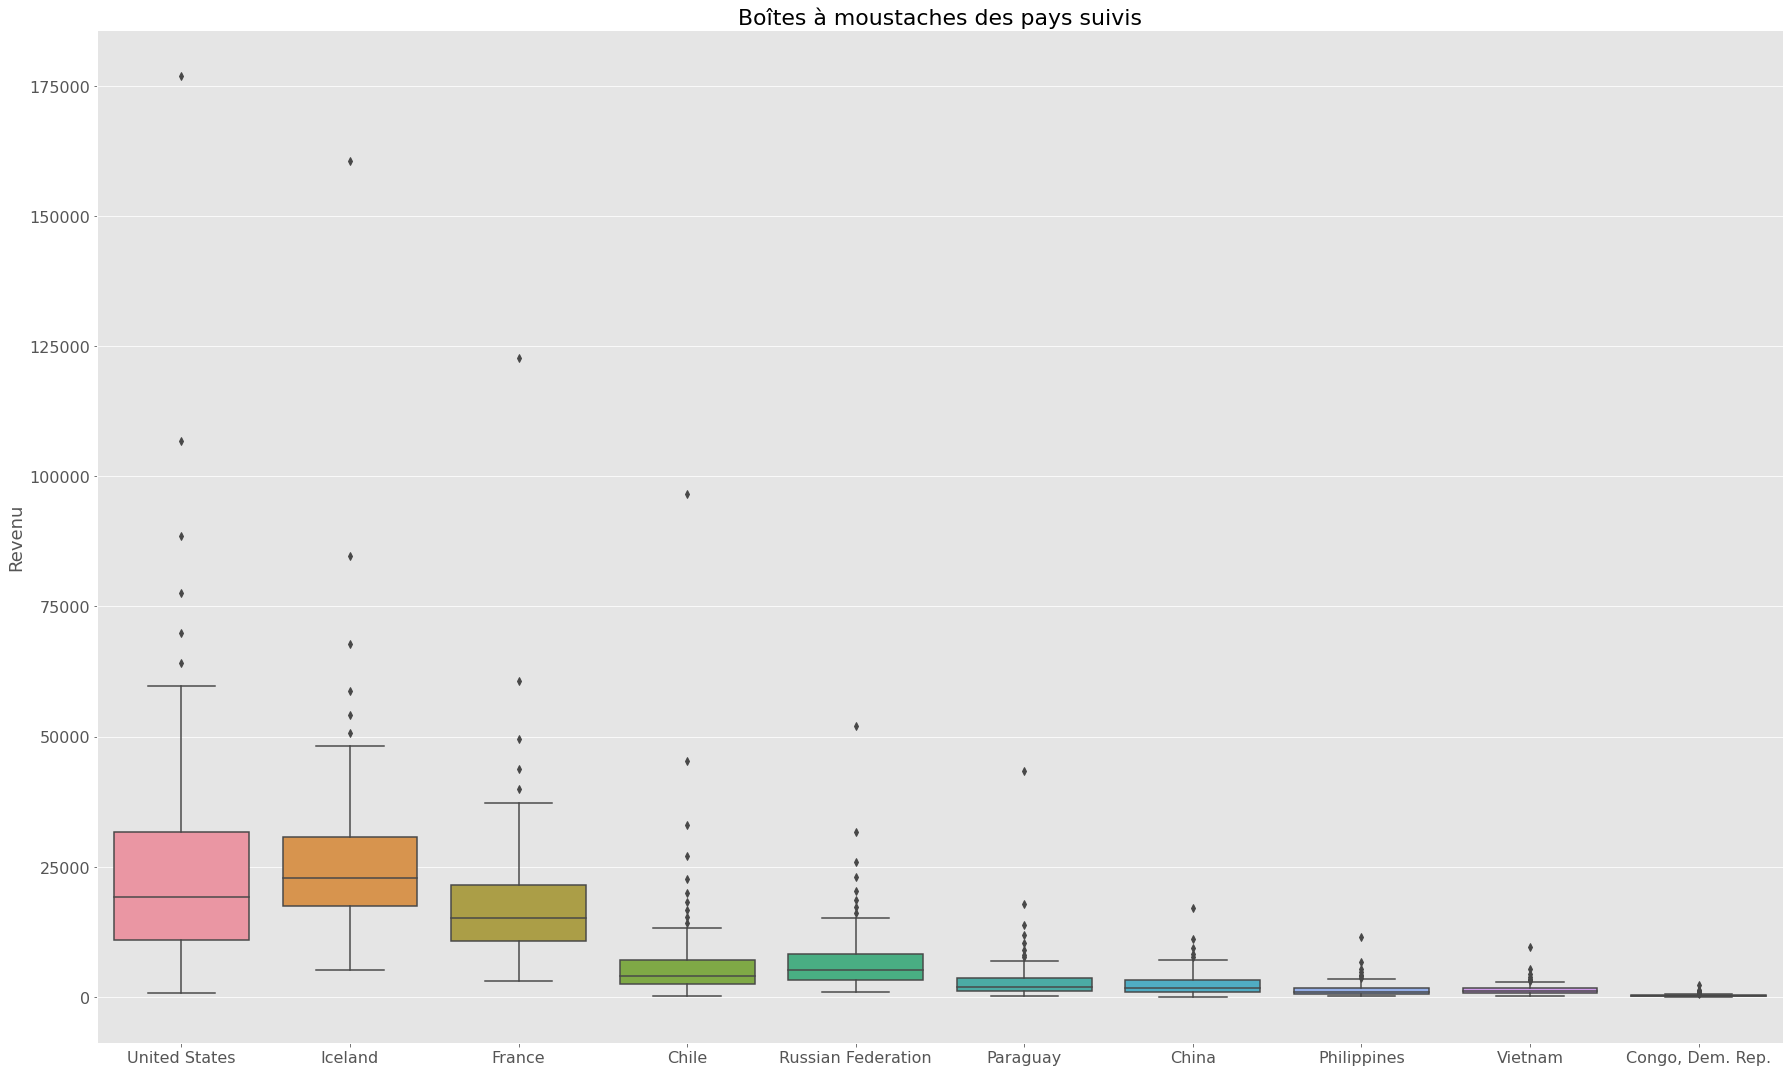 Boîtes à moustaches des pays suivis
175000
150000
125000
100000
75000
50000
25000
0
Revenu
United States Iceland France Chile Russian Federation Paraguay China Philippines Vietnam Congo, Dem. Rep.